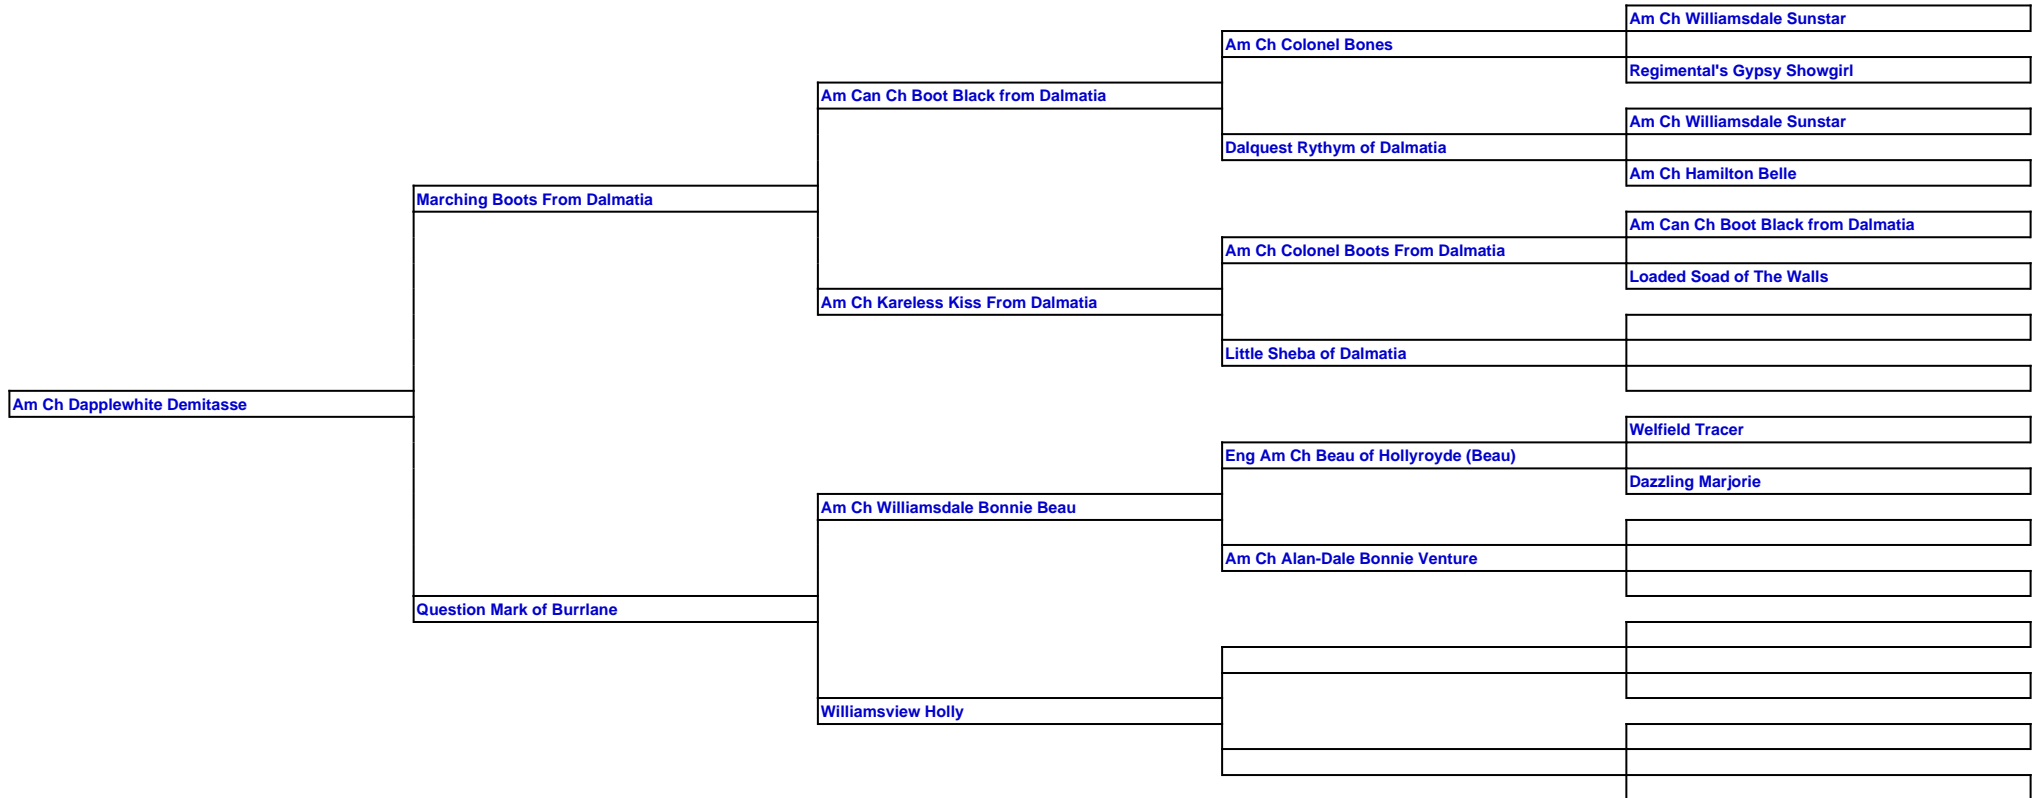 Am Ch Williamsdale Sunstar
Am Ch Colonel Bones
Regimental's Gypsy Showgirl
Am Can Ch Boot Black from Dalmatia
Am Ch Williamsdale Sunstar
Dalquest Rythym of Dalmatia
Am Ch Hamilton Belle
Marching Boots From Dalmatia
Am Can Ch Boot Black from Dalmatia
Am Ch Colonel Boots From Dalmatia
Loaded Soad of The Walls
Am Ch Kareless Kiss From Dalmatia
Little Sheba of Dalmatia
Am Ch Dapplewhite Demitasse
Welfield Tracer
Eng Am Ch Beau of Hollyroyde (Beau)
Dazzling Marjorie
Am Ch Williamsdale Bonnie Beau
Am Ch Alan-Dale Bonnie Venture
Question Mark of Burrlane
Williamsview Holly